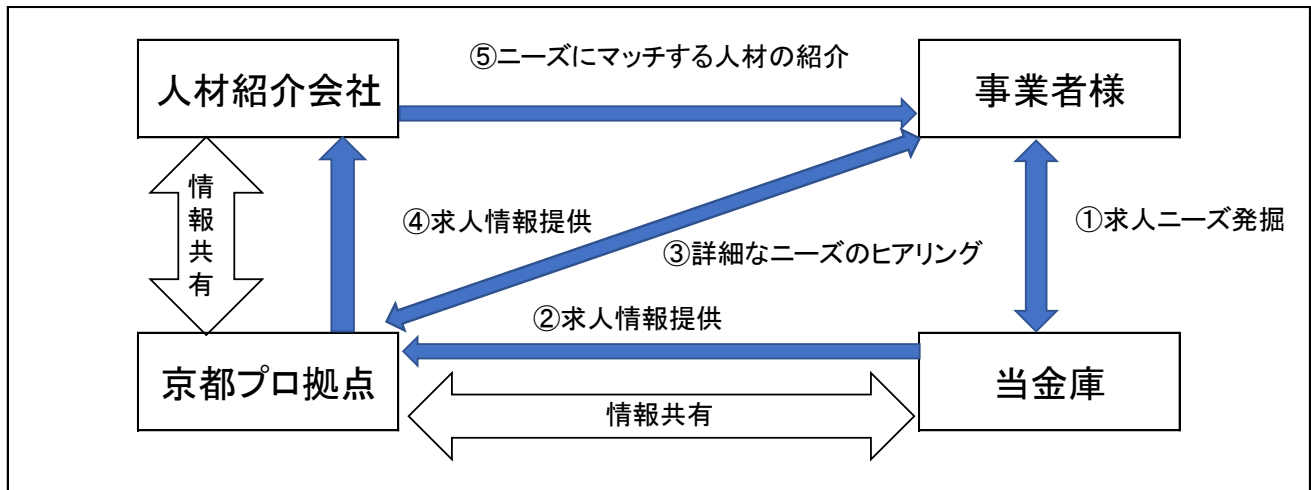 ⑤ニーズにマッチする人材の紹介
人材紹介会社
事業者様
情報共有
④求人情報提供
①求人ニーズ発掘
③詳細なニーズのヒアリング
②求人情報提供
京都プロ拠点
当金庫
情報共有